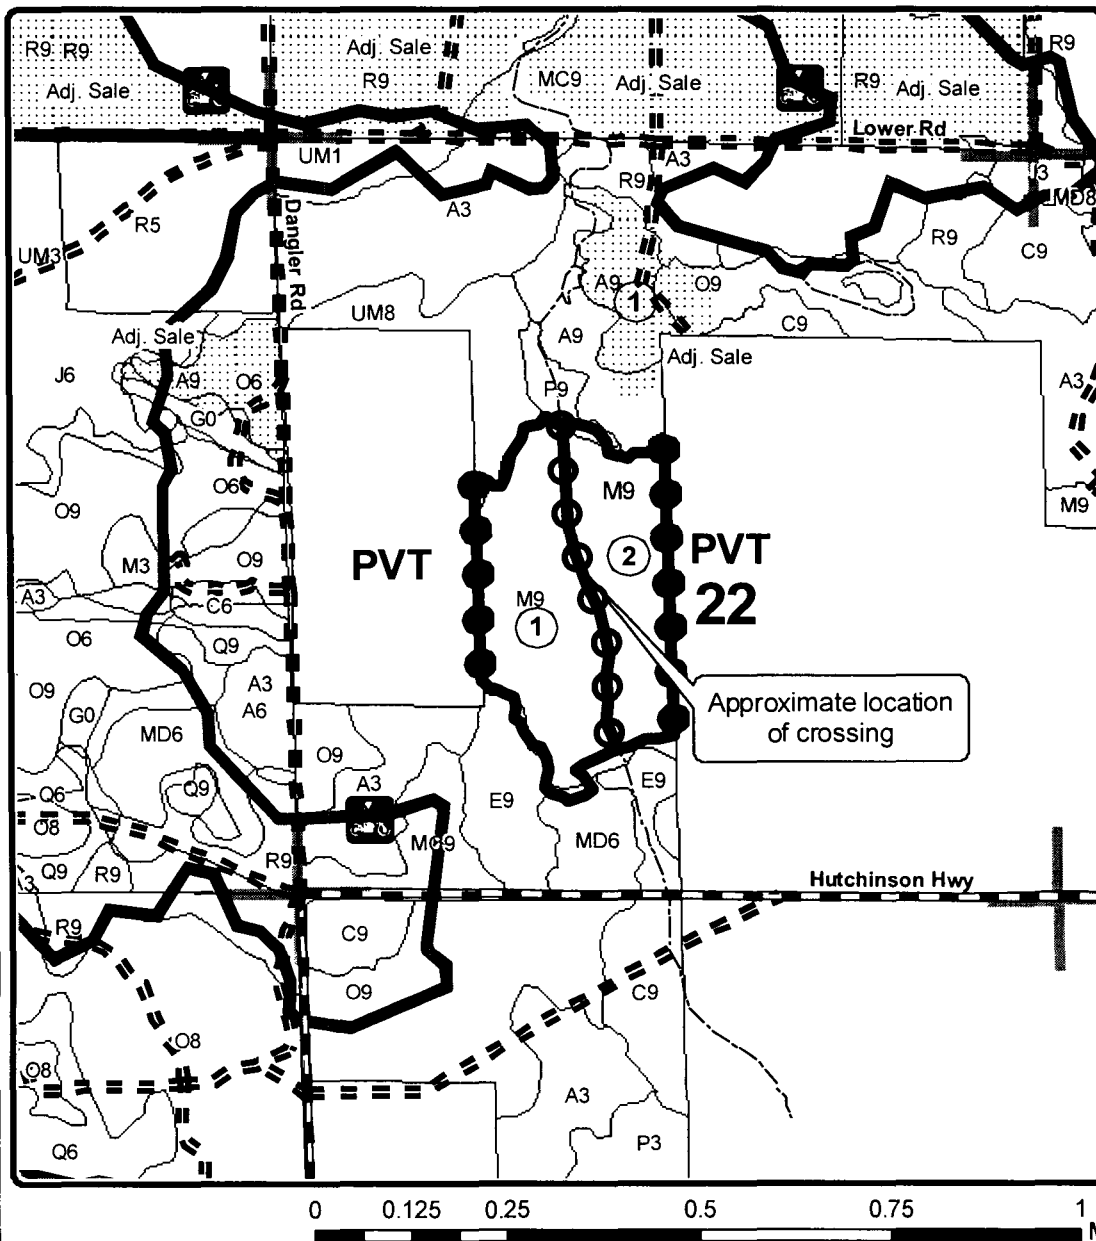 R9 R9
Adj. Sale
Adj. Sale
R9
MC9
Adj. Sale
R9
Adj. Sale
R9
Lower Rd
UM1
A3
R9
A3
3
MD8
R5
UM3
Dangler Rd
R9
C9
A9
1
O9
UM8
C9
A9
Adj. Sale
Adj. Sale
J6
A9
O6
G0
P9
A3
O6
M9
M9
O9
M3
O9
PVT
2
PVT
22
M9
1
A3
C6
O6
Q9
O9
A3
A6
G0
MD6
O9
Approximate location
of crossing
Q9
A3
E9
E9
Q6
O8
MC9
MD6
Q9
R9
R9
3
Hutchinson Hwy
R9
C9
O9
C9
O8
O8
A3
Q6
P3
0 0.125 0.25 0.5 0.75 1
M